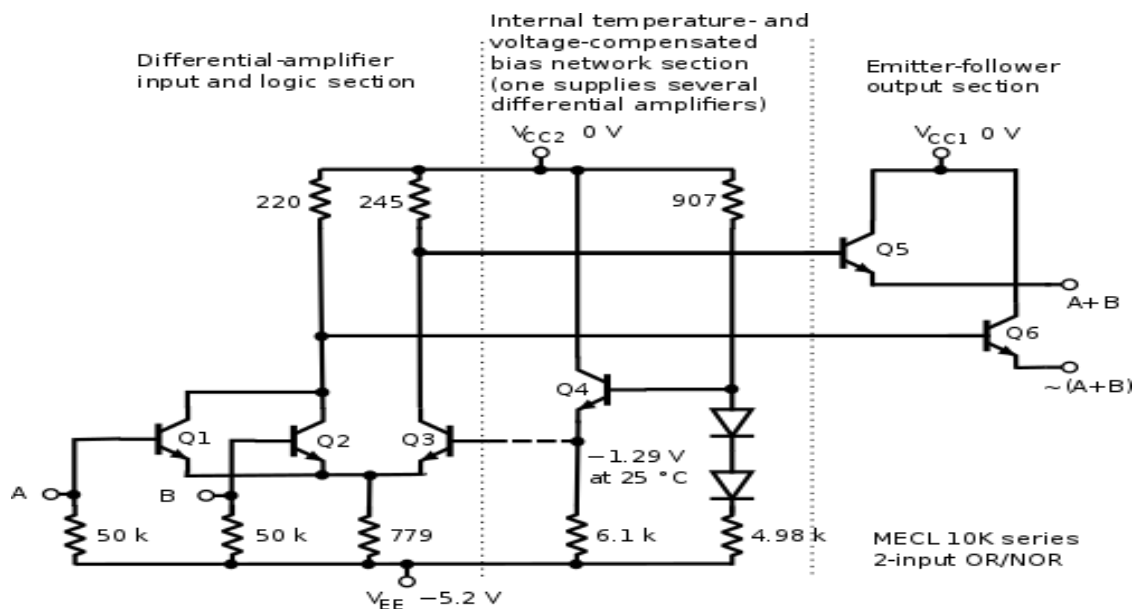 Differential-amplifier
input and logic section
Internal temperature- and
voltage-compensated
bias network section
(one supplies several
differential amplifiers)
Emitter-follower
output section
VCC2 0 V
VCC1 0 V
220
245
907
Q5
A+B
Q6
~(A+B)
Q4
Q1
Q2
Q3
−1.29 V
at 25 °C
A
B
50 k
50 k
779
6.1 k
4.98 k
MECL 10K series
2-input OR/NOR
VEE −5.2 V